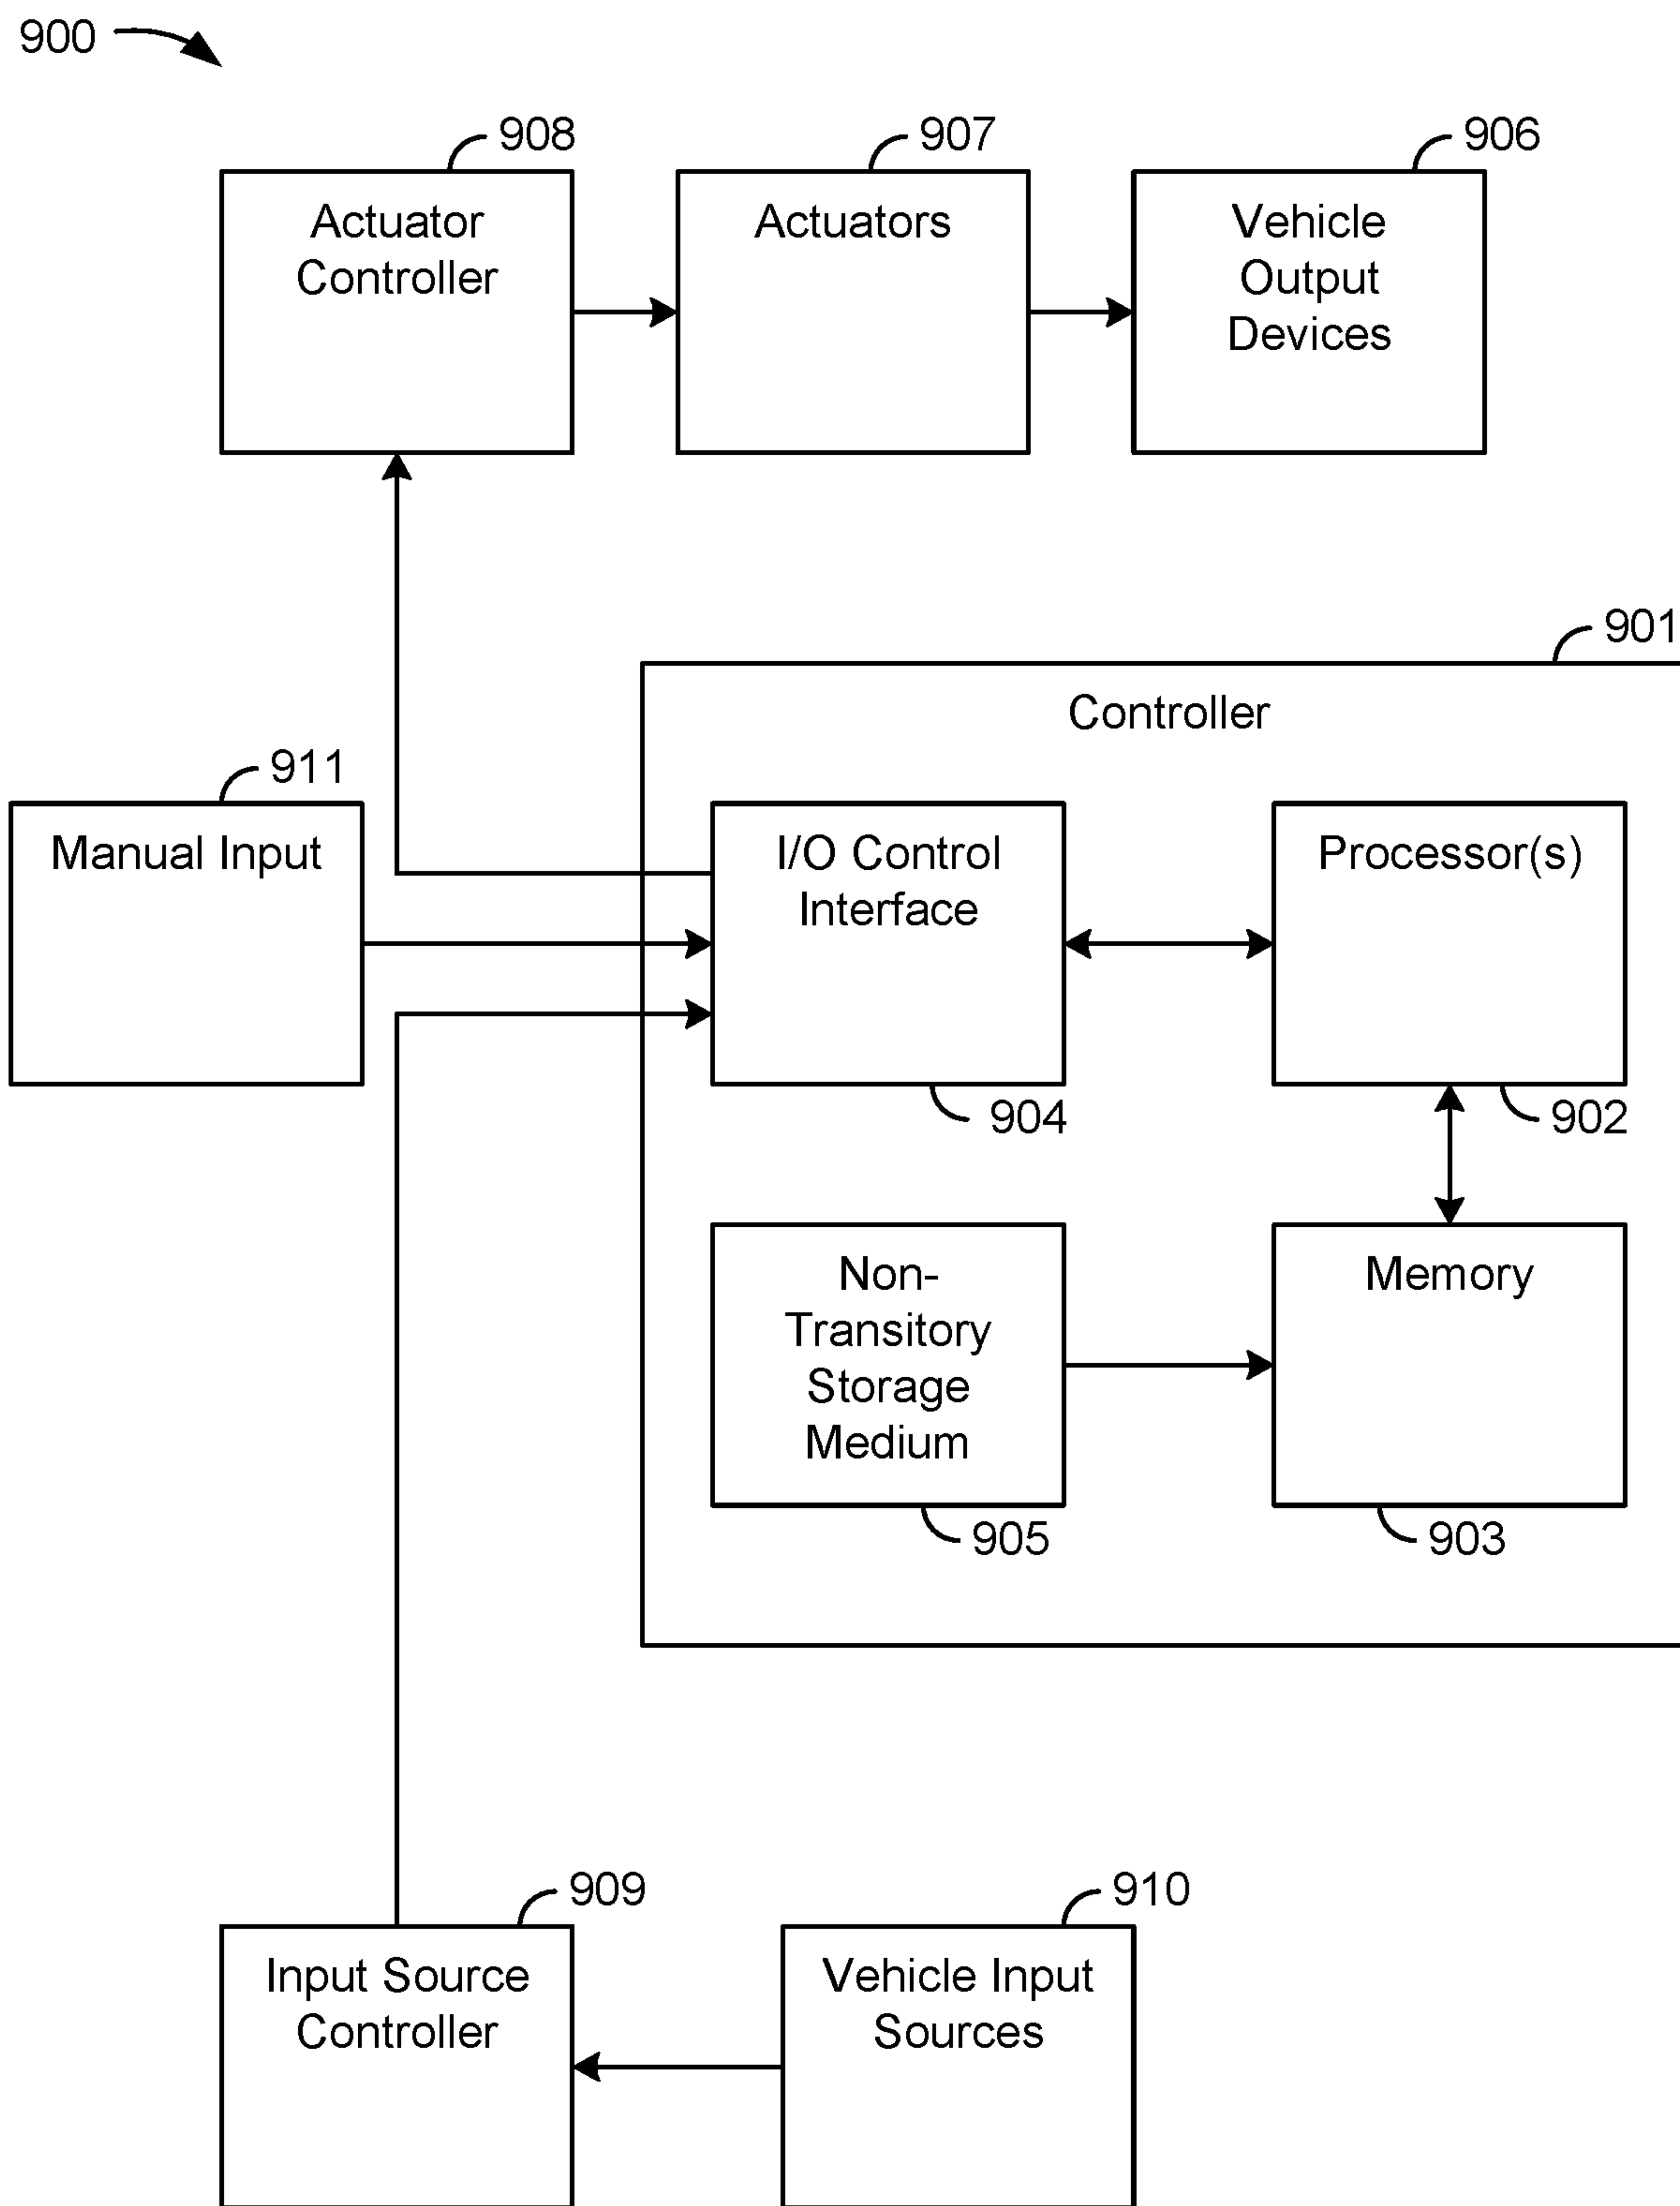 900
908
907
906
Actuator
Controller
Actuators
Vehicle
Output
Devices
901
Controller
911
Manual Input
I/O Control
Interface
Processor(s)
904
902
Non-
Transitory
Storage
Medium
Memory
905
903
909
910
Input Source
Controller
Vehicle Input
Sources